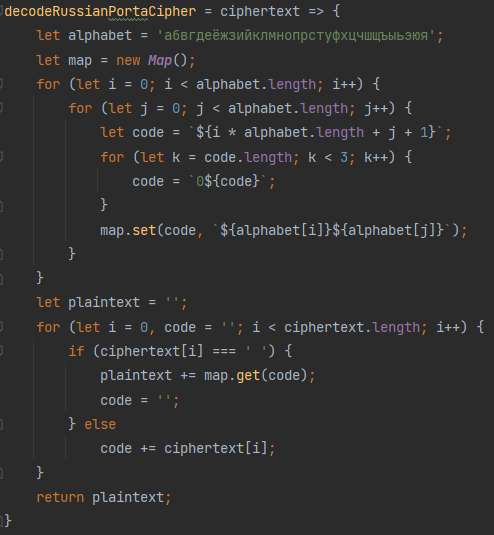 decodeRussianPortaCipher = ciphertext => {
    let alphabet = 'абвгдеёжзийклмнопрстуфхцчшщъыьэюя';
    let map = new Map();
    for (let i = 0; i < alphabet.length; i++) {
        for (let j = 0; j < alphabet.length; j++) {
            let code = `${i * alphabet.length + j + 1}`;
            for (let k = code.length; k < 3; k++) {
                code = `0${code}`;
            }
            map.set(code, `${alphabet[i]}${alphabet[j]}`);
        }
    }
    let plaintext = '';
    for (let i = 0, code = ''; i < ciphertext.length; i++) {
        if (ciphertext[i] === ' ') {
            plaintext += map.get(code);
            code = '';
        } else
            code += ciphertext[i];
    }
    return plaintext;
}